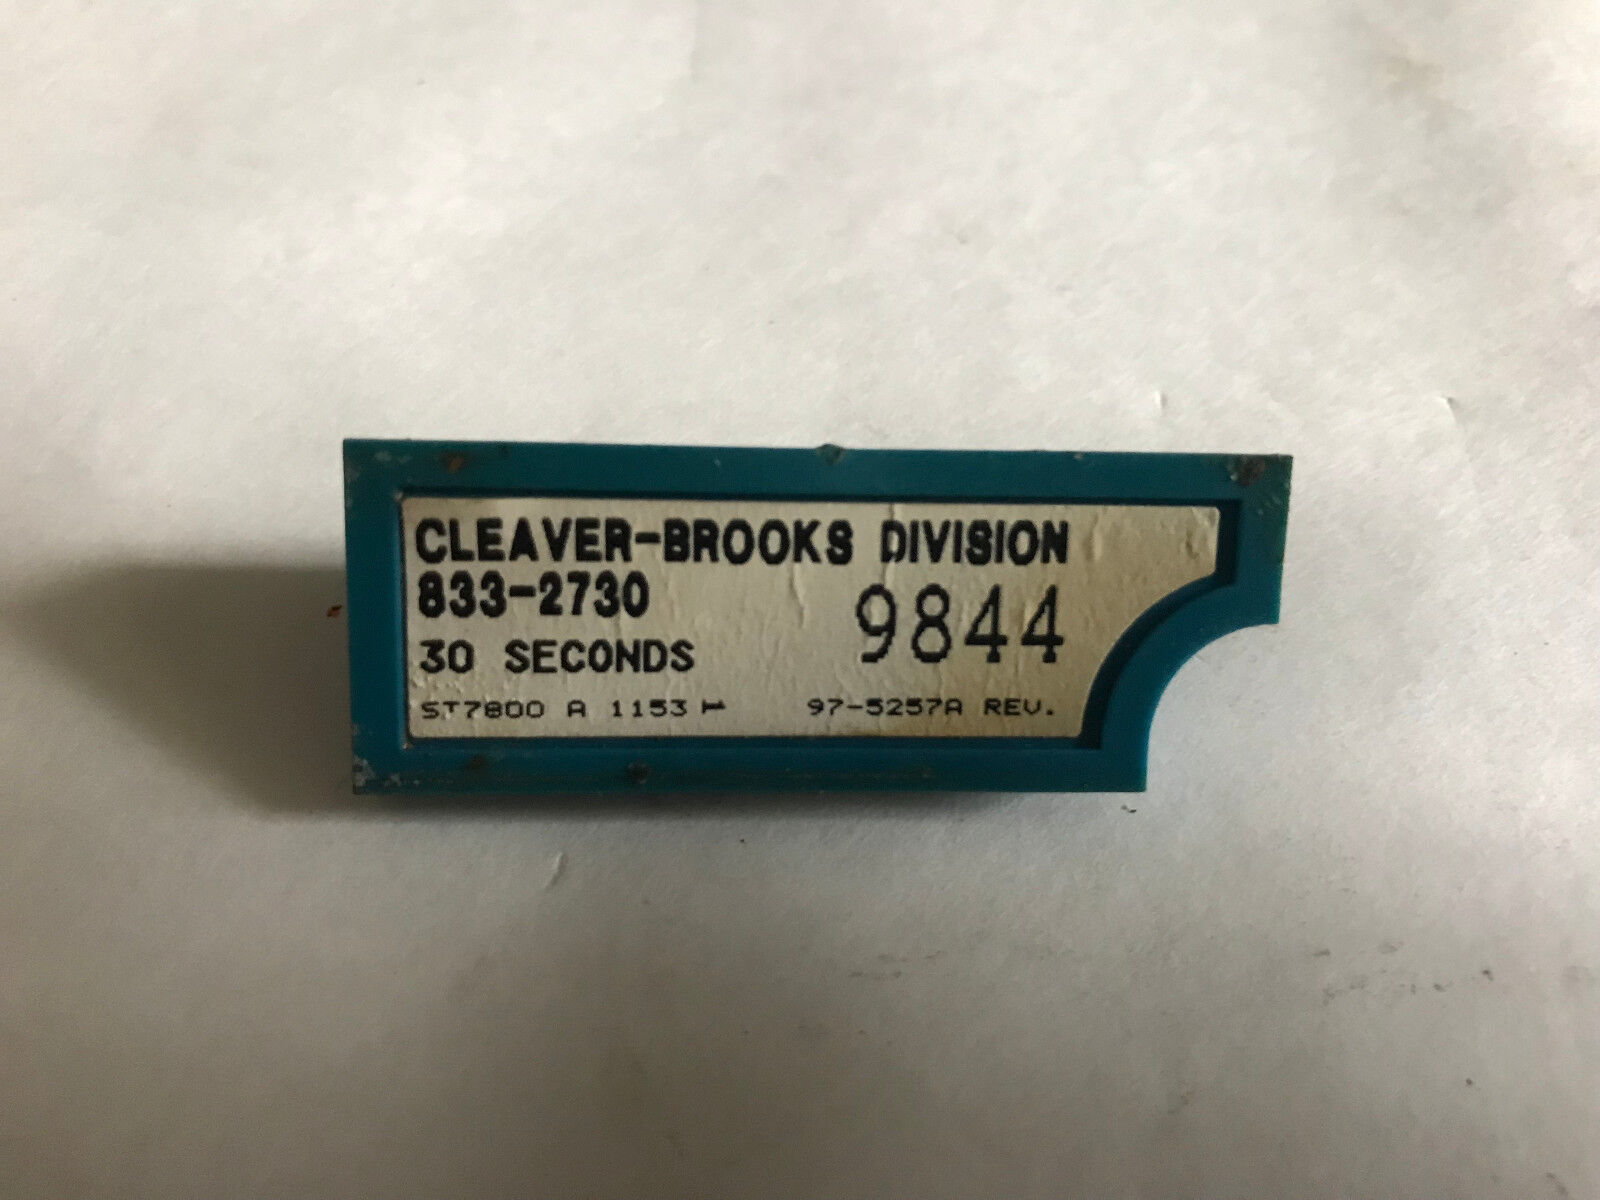 CLEAVER-BROOKS DIVISION
833-2730
9844
30 SECONDS
ST7800 A 1153
97-5257A REV.